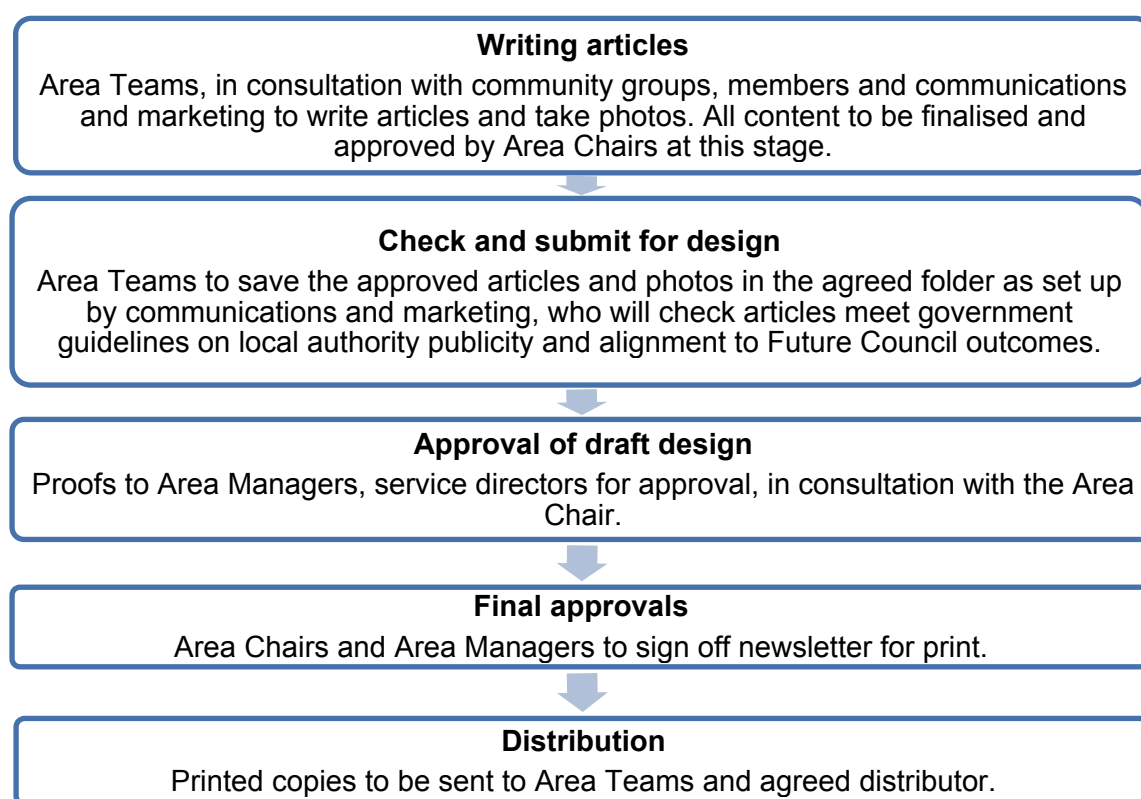 Writing articles
Area Teams, in consultation with community groups, members and communications
and marketing to write articles and take photos. All content to be finalised and
approved by Area Chairs at this stage.
Check and submit for design
Area Teams to save the approved articles and photos in the agreed folder as set up
by communications and marketing, who will check articles meet government
guidelines on local authority publicity and alignment to Future Council outcomes.
Approval of draft design
Proofs to Area Managers, service directors for approval, in consultation with the Area
Chair.
Final approvals
Area Chairs and Area Managers to sign off newsletter for print.
Distribution
Printed copies to be sent to Area Teams and agreed distributor.